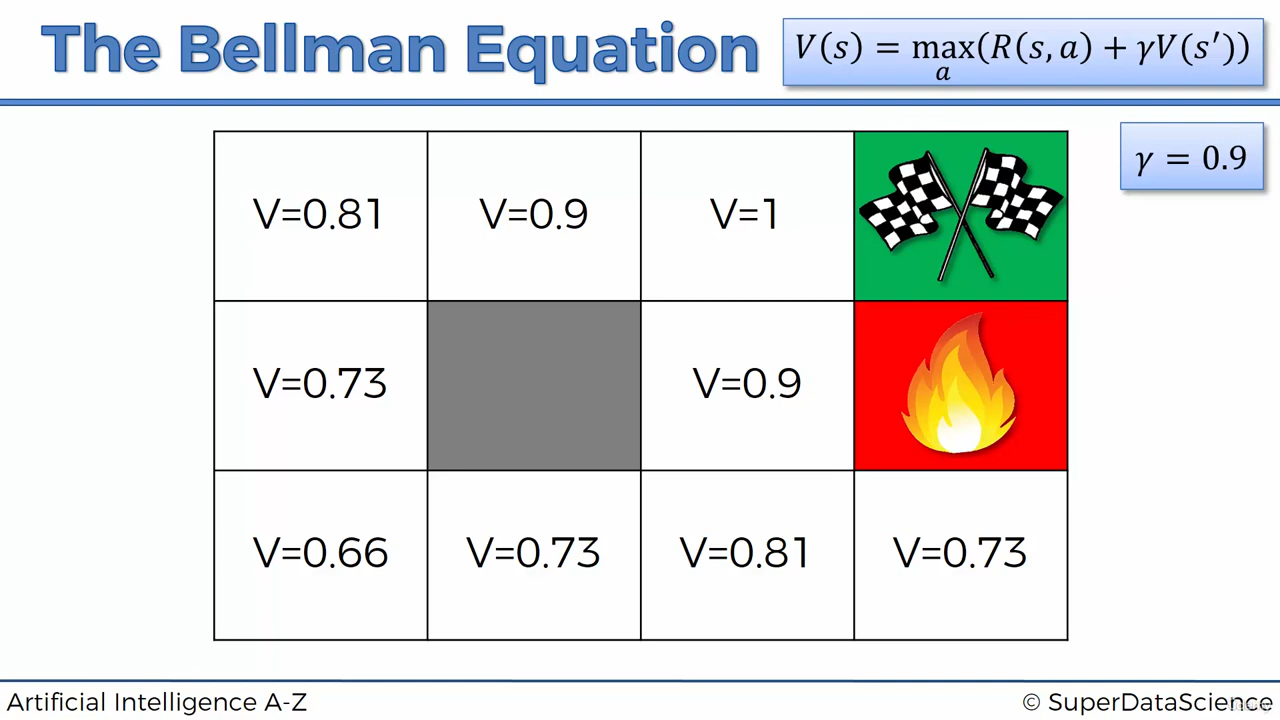 The Bellman Equation
V(s) = max(R(s, a) + γV(s′))
a
γ = 0.9
V=0.81 V=0.9 V=1
V=0.73 V=0.9
V=0.66 V=0.73 V=0.81 V=0.73
Artificial Intelligence A-Z
© SuperDataScience